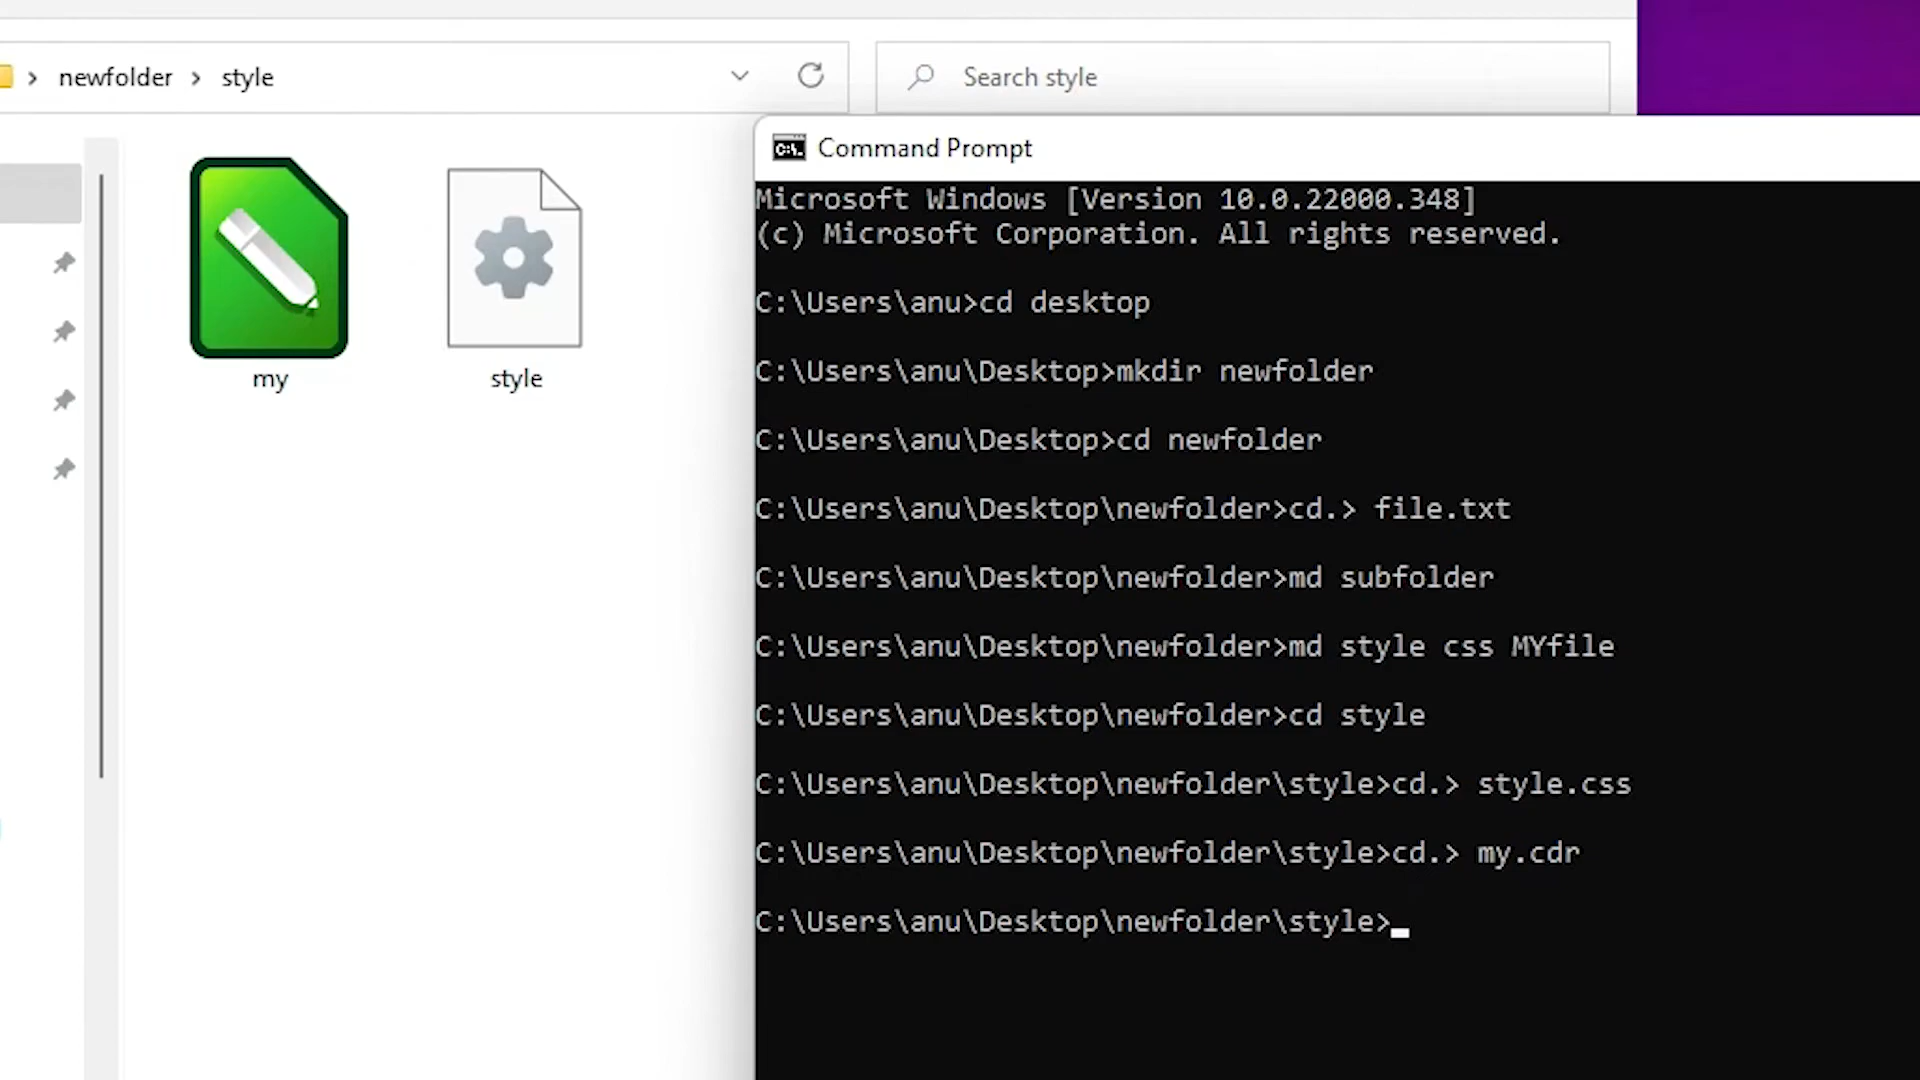 newfolder > style
Search style
my
style
Command Prompt
Microsoft Windows [Version 10.0.22000.348]
(c) Microsoft Corporation. All rights reserved.
C:\Users\anu>cd desktop
C:\Users\anu\Desktop>mkdir newfolder
C:\Users\anu\Desktop>cd newfolder
C:\Users\anu\Desktop\newfolder>cd.> file.txt
C:\Users\anu\Desktop\newfolder>md subfolder
C:\Users\anu\Desktop\newfolder>md style css MYfile
C:\Users\anu\Desktop\newfolder>cd style
C:\Users\anu\Desktop\newfolder\style>cd.> style.css
C:\Users\anu\Desktop\newfolder\style>cd.> my.cdr
C:\Users\anu\Desktop\newfolder\style>